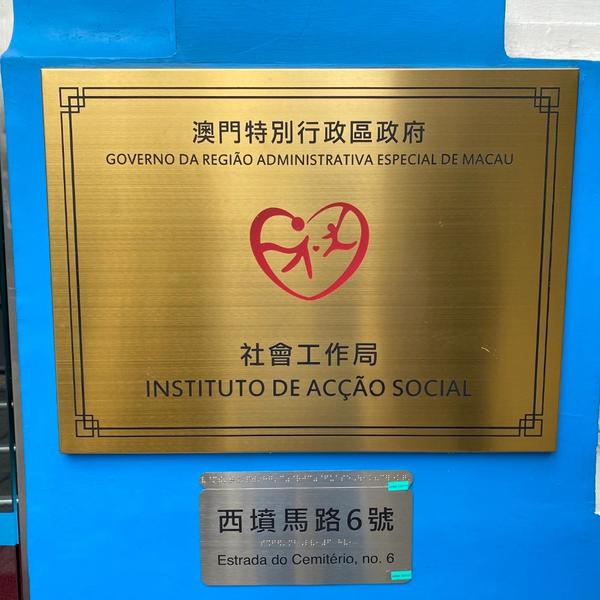 澳門特別行政區政府
GOVERNO DA REGIÃO ADMINISTRATIVA ESPECIAL DE MACAU
社會工作局
INSTITUTO DE ACÇÃO SOCIAL
西墳馬路6號
Estrada do Cemitério, no. 6